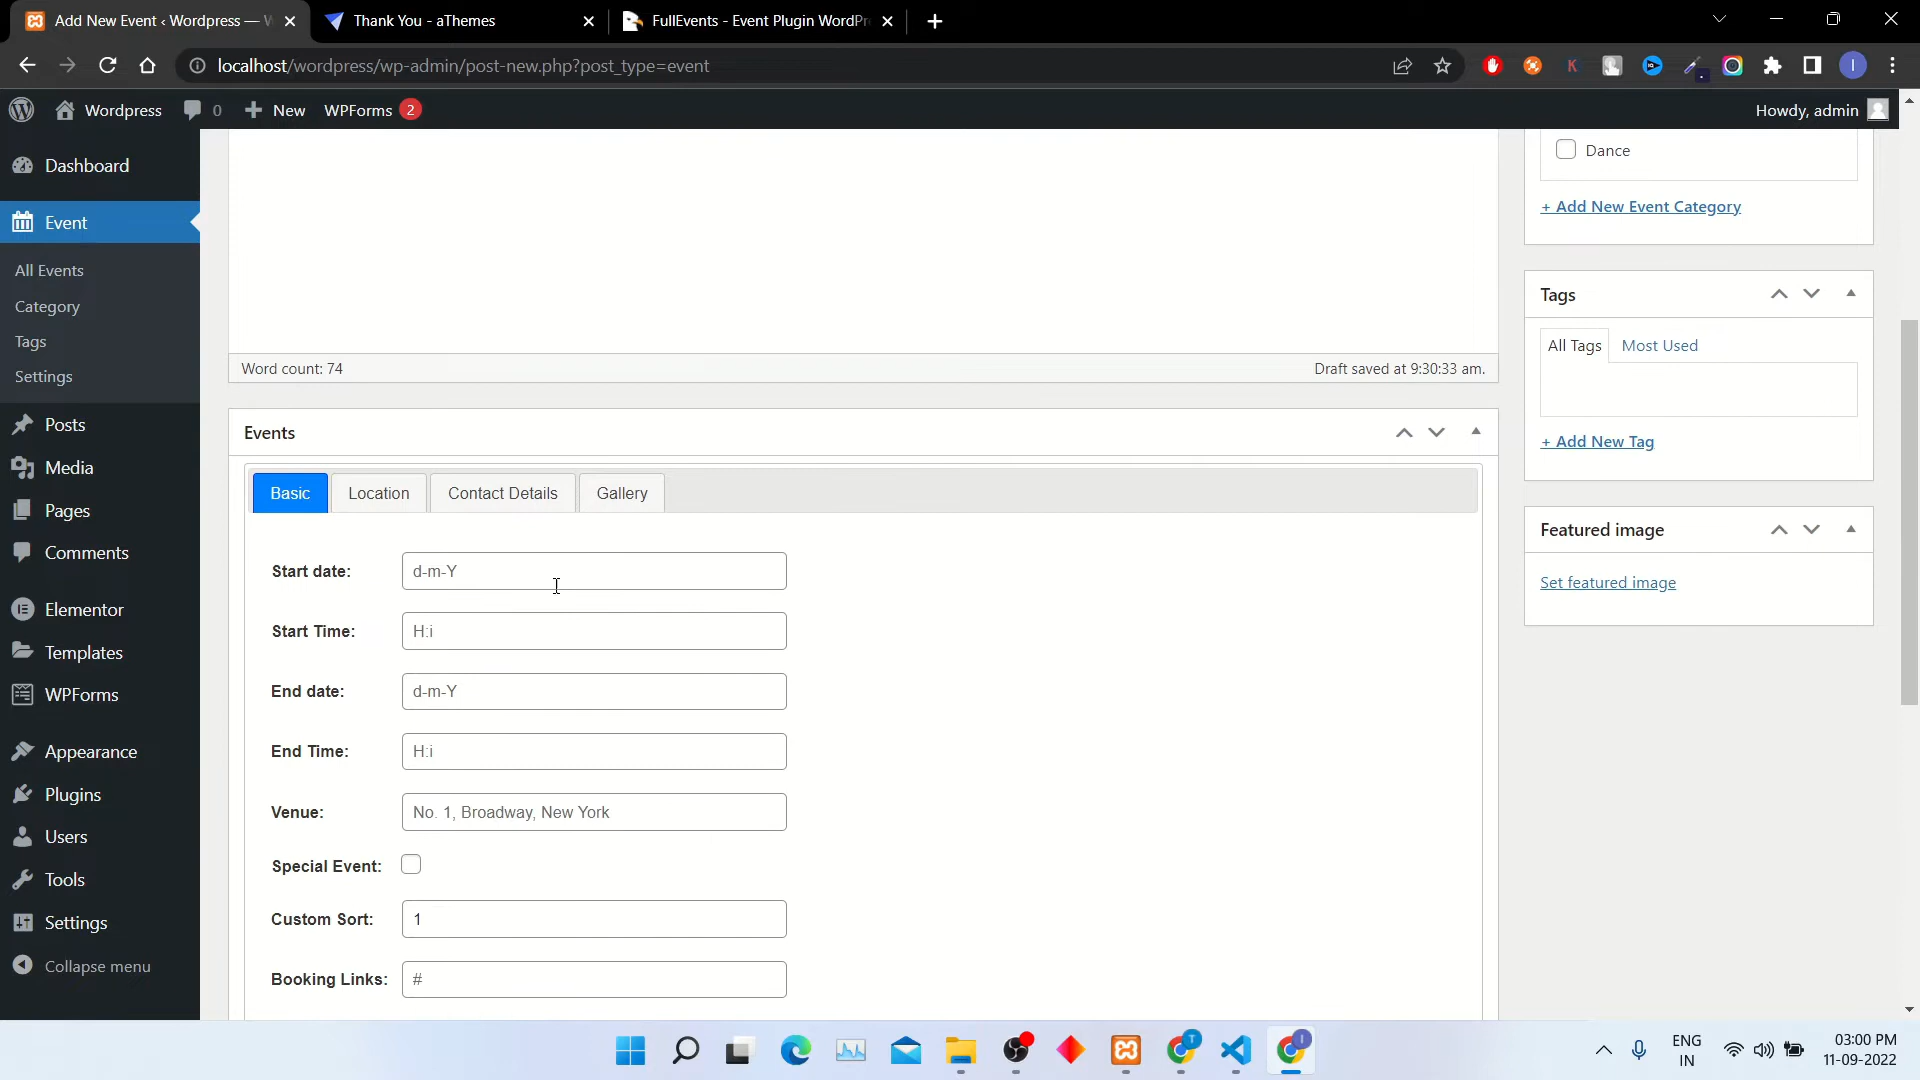 Add New Event ‹ Wordpress — W
Thank You - aThemes
FullEvents - Event Plugin WordPr
localhost/wordpress/wp-admin/post-new.php?post_type=event
Wordpress
0
New
WPForms
2
Howdy, admin
Dashboard
Event
All Events
Category
Tags
Settings
Posts
Media
Pages
Comments
Elementor
Templates
WPForms
Appearance
Plugins
Users
Tools
Settings
Collapse menu
Word count: 74
Draft saved at 9:30:33 am.
Events
Basic
Location
Contact Details
Gallery
Start date:
d-m-Y
Start Time:
H:i
End date:
d-m-Y
End Time:
H:i
Venue:
No. 1, Broadway, New York
Special Event:
Custom Sort:
1
Booking Links:
#
Dance
+ Add New Event Category
Tags
All Tags
Most Used
+ Add New Tag
Featured image
Set featured image
ENG
IN
03:00 PM
11-09-2022